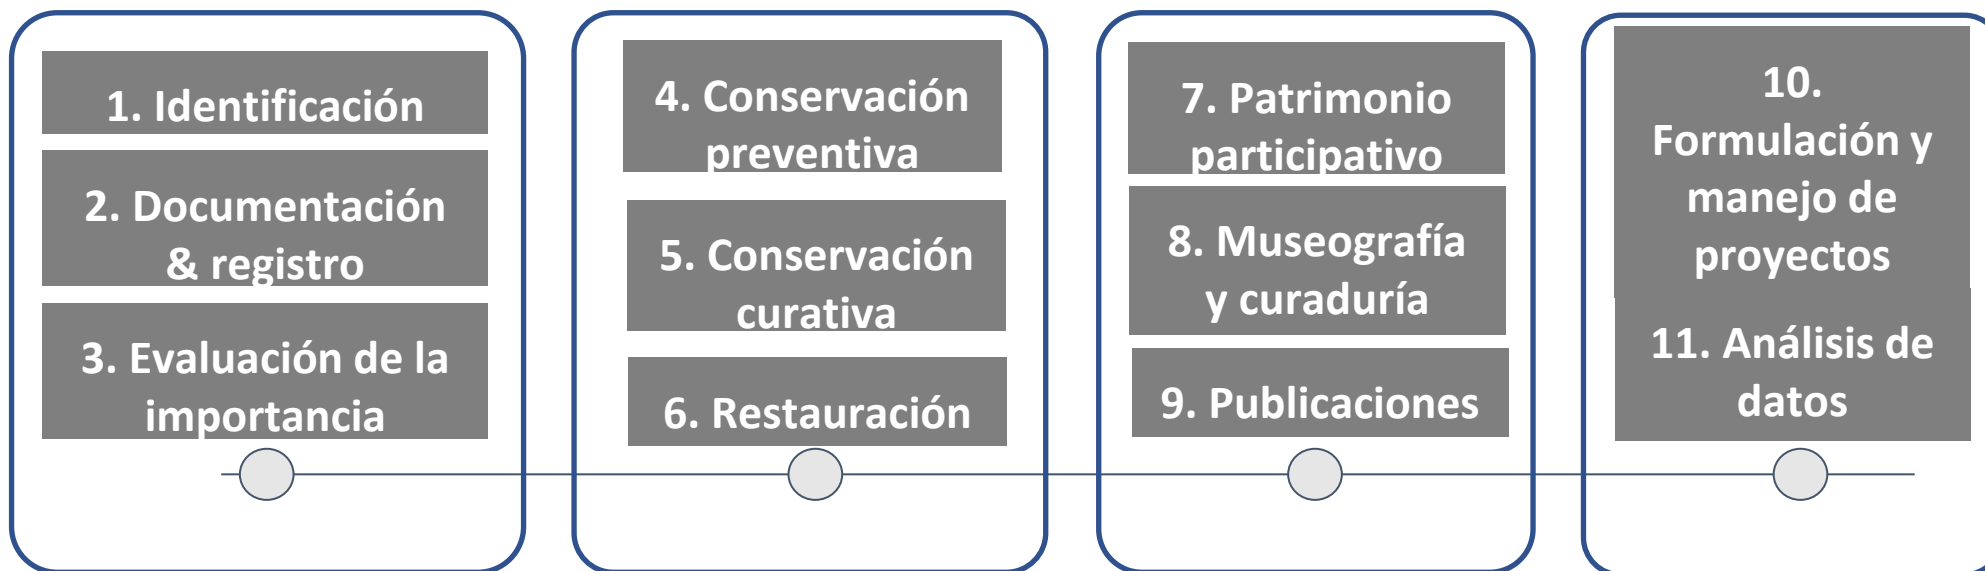 1. Identificación
2. Documentación
& registro
3. Evaluación de la
importancia
4. Conservación
preventiva
5. Conservación
curativa
6. Restauración
7. Patrimonio
participativo
8. Museografía
y curaduría
9. Publicaciones
10.
Formulación y
manejo de
proyectos
11. Análisis de
datos